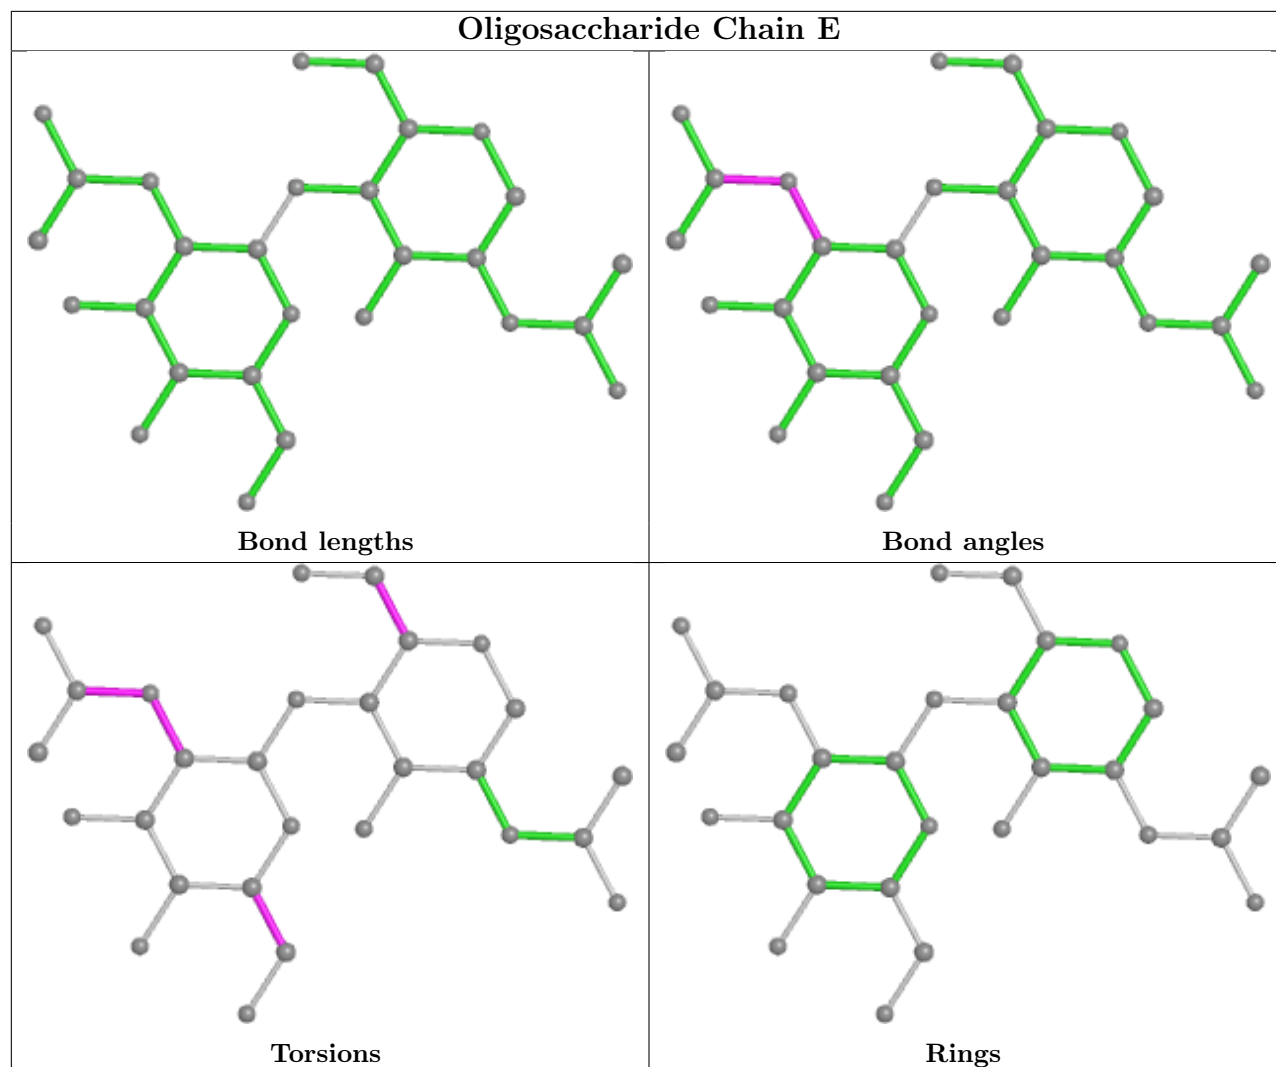 Oligosaccharide Chain E
Bond lengths
Bond angles
Torsions
Rings